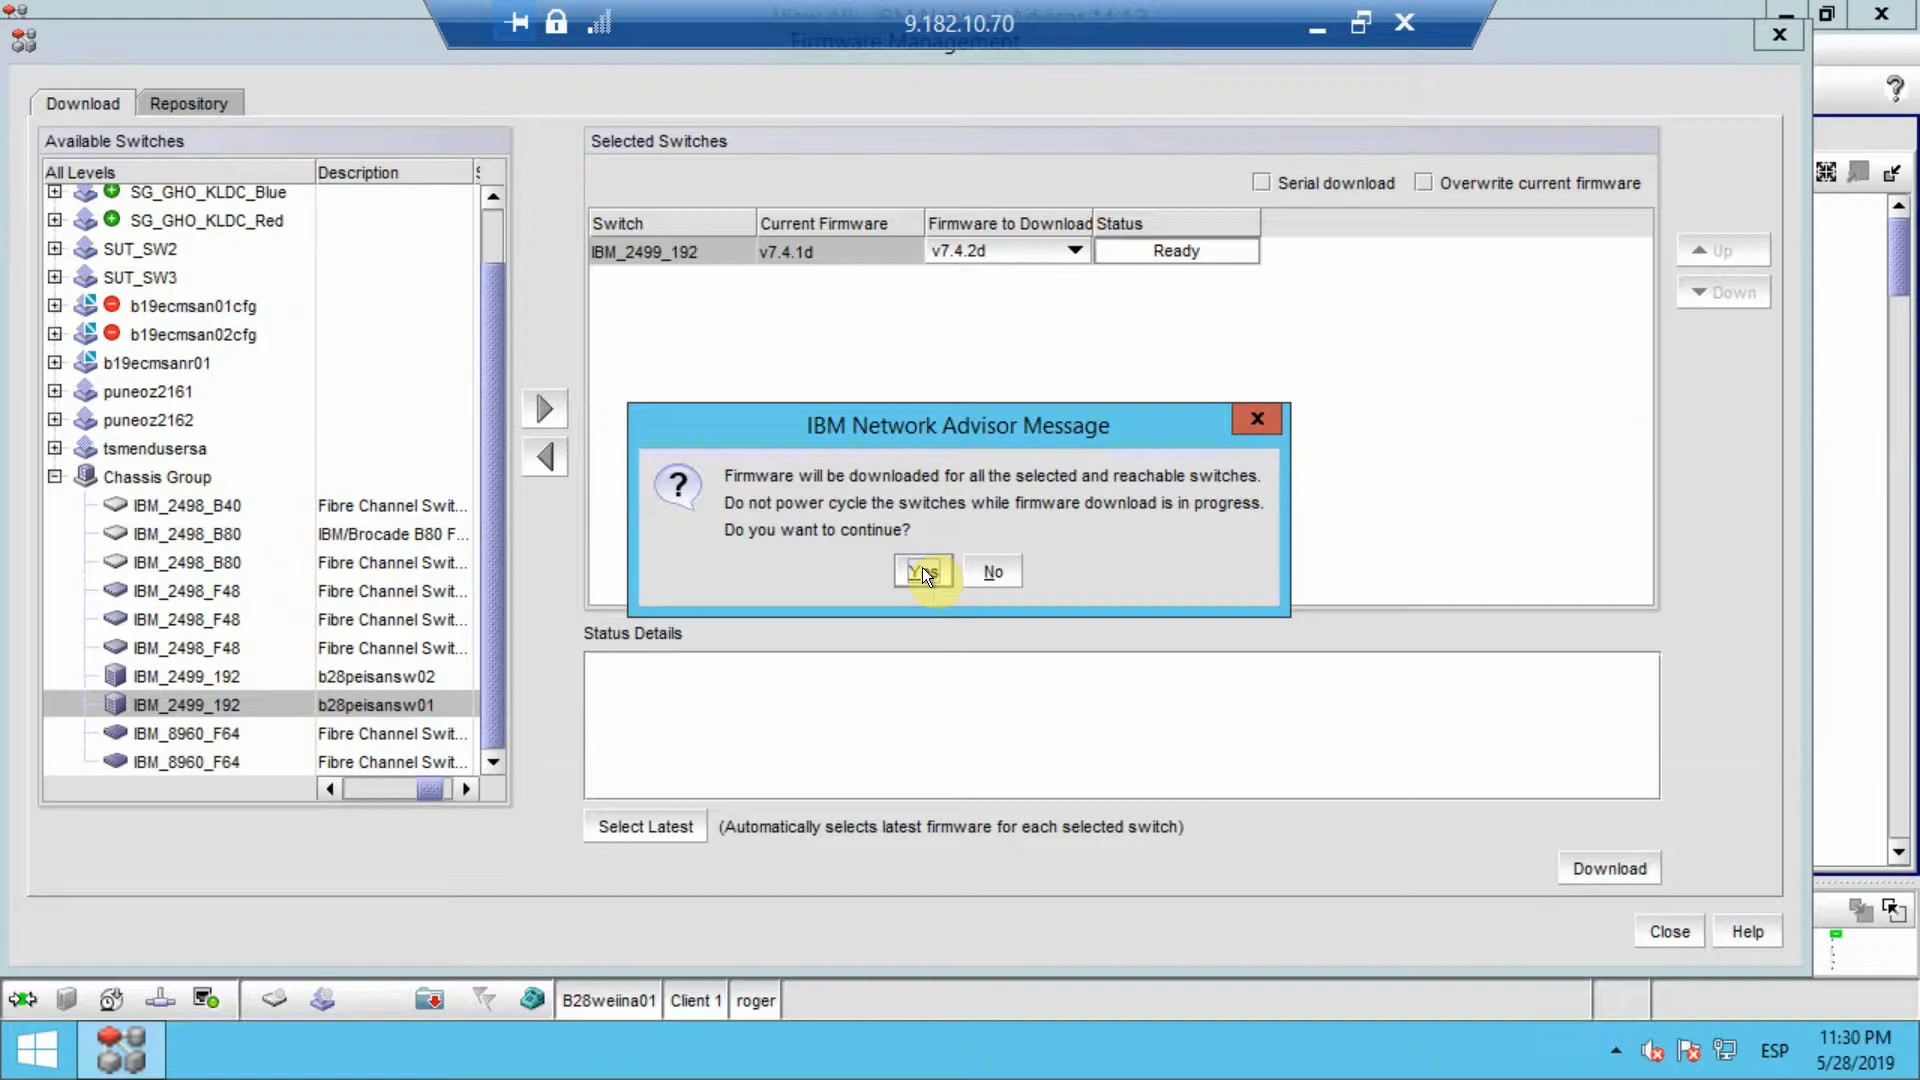 9.182.10.70
Firmware Management
Download
Repository
Available Switches
All Levels
Description
SG_GHO_KLDC_Blue
SG_GHO_KLDC_Red
SUT_SW2
SUT_SW3
b19ecmsan01cfg
b19ecmsan02cfg
b19ecmsanr01
puneoz2161
puneoz2162
tsmendusersa
Chassis Group
IBM_2498_B40 Fibre Channel Swit...
IBM_2498_B80 IBM/Brocade B80 F...
IBM_2498_B80 Fibre Channel Swit...
IBM_2498_F48 Fibre Channel Swit...
IBM_2498_F48 Fibre Channel Swit...
IBM_2498_F48 Fibre Channel Swit...
IBM_2499_192 b28peisansw02
IBM_2499_192 b28peisansw01
IBM_8960_F64 Fibre Channel Swit...
IBM_8960_F64 Fibre Channel Swit...
Selected Switches
Serial download
Overwrite current firmware
Switch Current Firmware Firmware to Download Status
IBM_2499_192 v7.4.1d v7.4.2d Ready
Up
Down
IBM Network Advisor Message
Firmware will be downloaded for all the selected and reachable switches.
Do not power cycle the switches while firmware download is in progress.
Do you want to continue?
Yes
No
Status Details
Select Latest
(Automatically selects latest firmware for each selected switch)
Download
Close
Help
B28weiina01
Client 1
roger
ESP
11:30 PM
5/28/2019